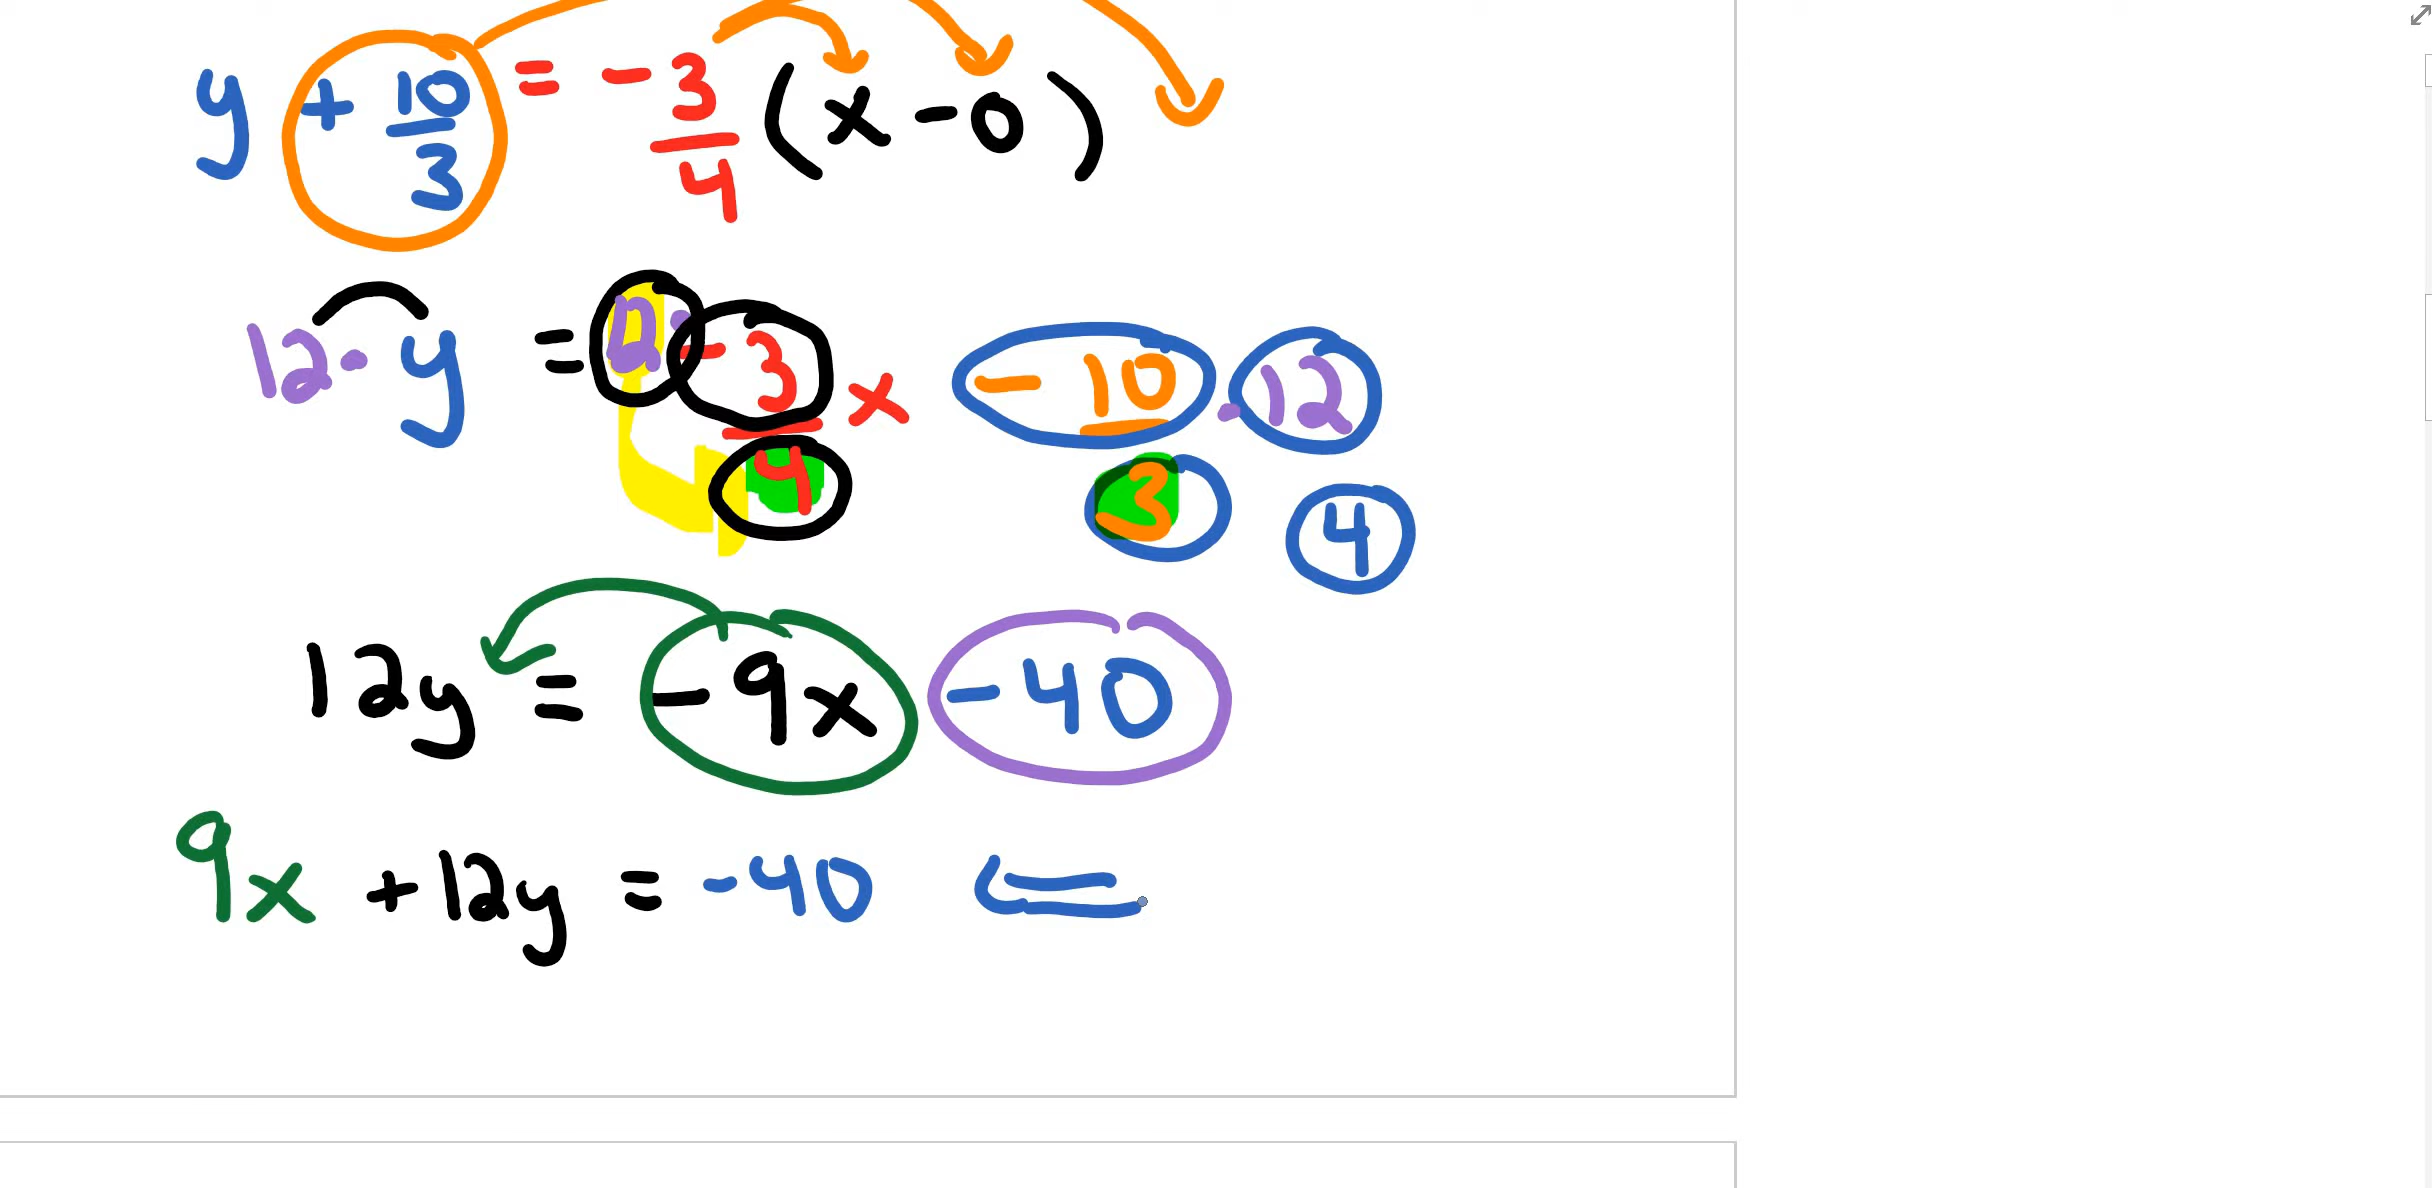 y + 10/3 = - 3/4 (x - 0)
12 · y = 12 · - 3/4 x - 10/3 · 12
4
12y = -9x - 40
9x + 12y = -40